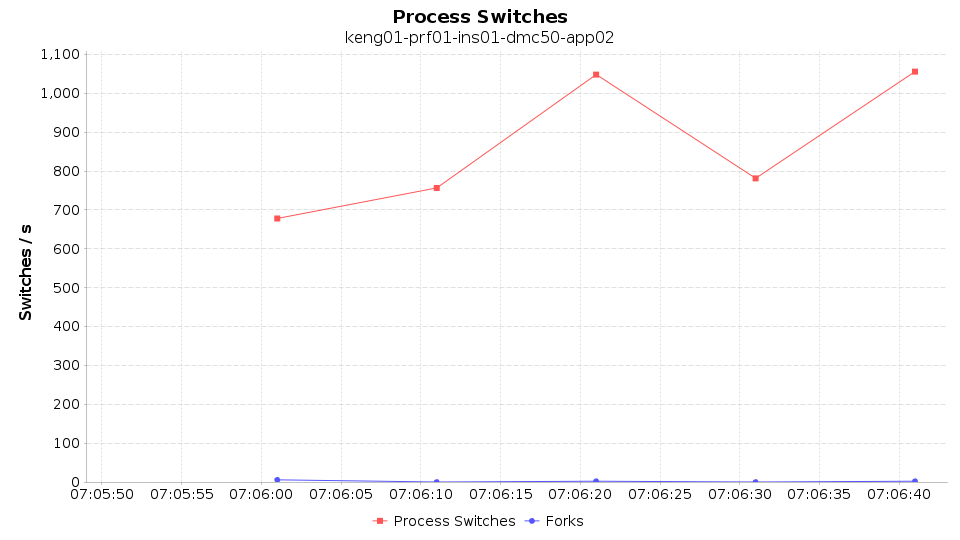 Process Switches
keng01-prf01-ins01-dmc50-app02
1,100
1,000
900
800
700
600
500
400
300
200
100
0
Switches / s
07:05:50 07:05:55 07:06:00 07:06:05 07:06:10 07:06:15 07:06:20 07:06:25 07:06:30 07:06:35 07:06:40
Process Switches Forks